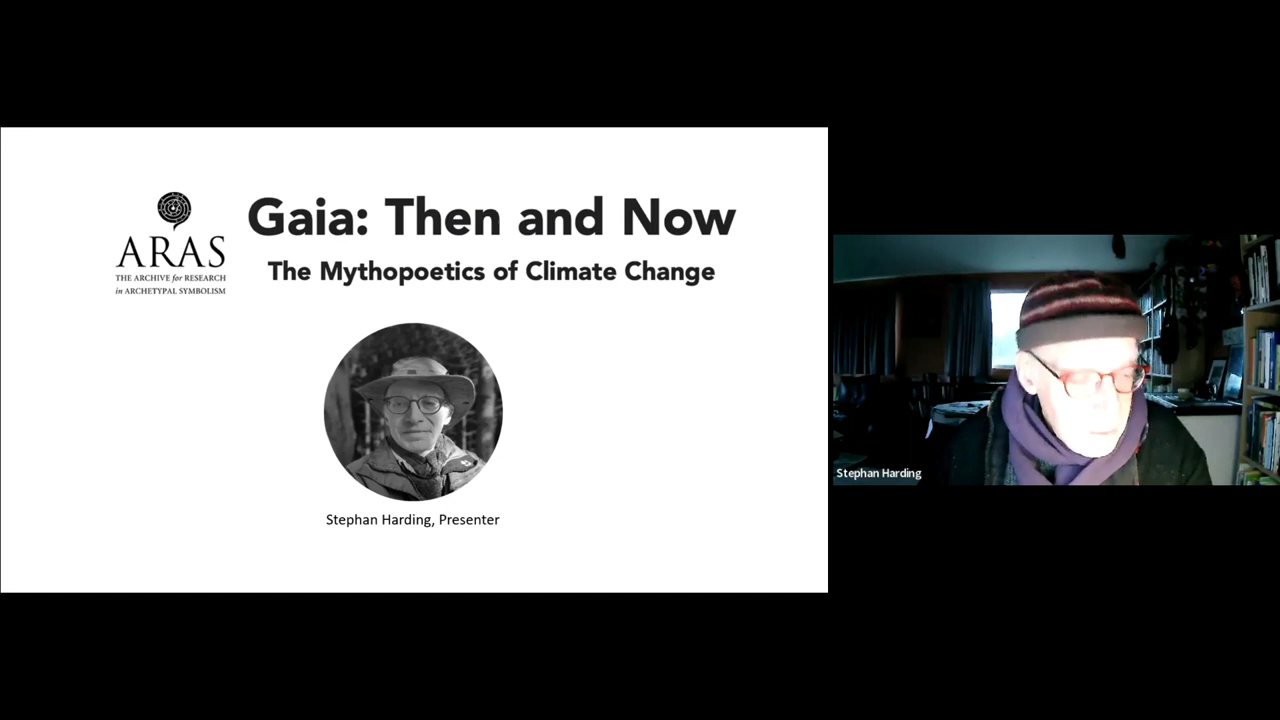 Gaia: Then and Now
The Mythopoetics of Climate Change
ARAS
THE ARCHIVE for RESEARCH
in ARCHETYPAL SYMBOLISM
Stephan Harding, Presenter
Stephan Harding